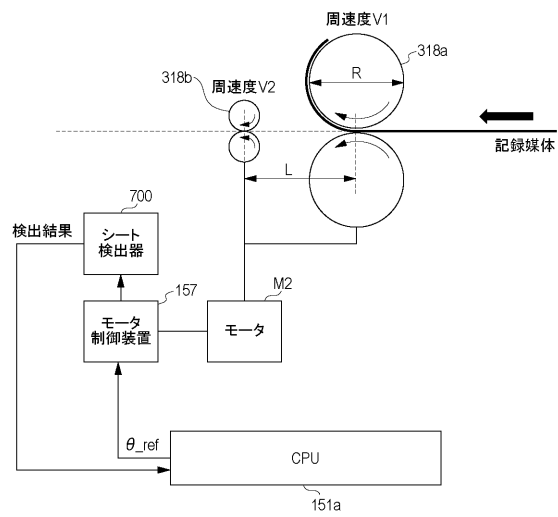 周速度V1
318a
318b
周速度V2
R
記録媒体
L
700
検出結果
シート
検出器
157
M2
モータ
制御装置
モータ
θ_ref
CPU
151a